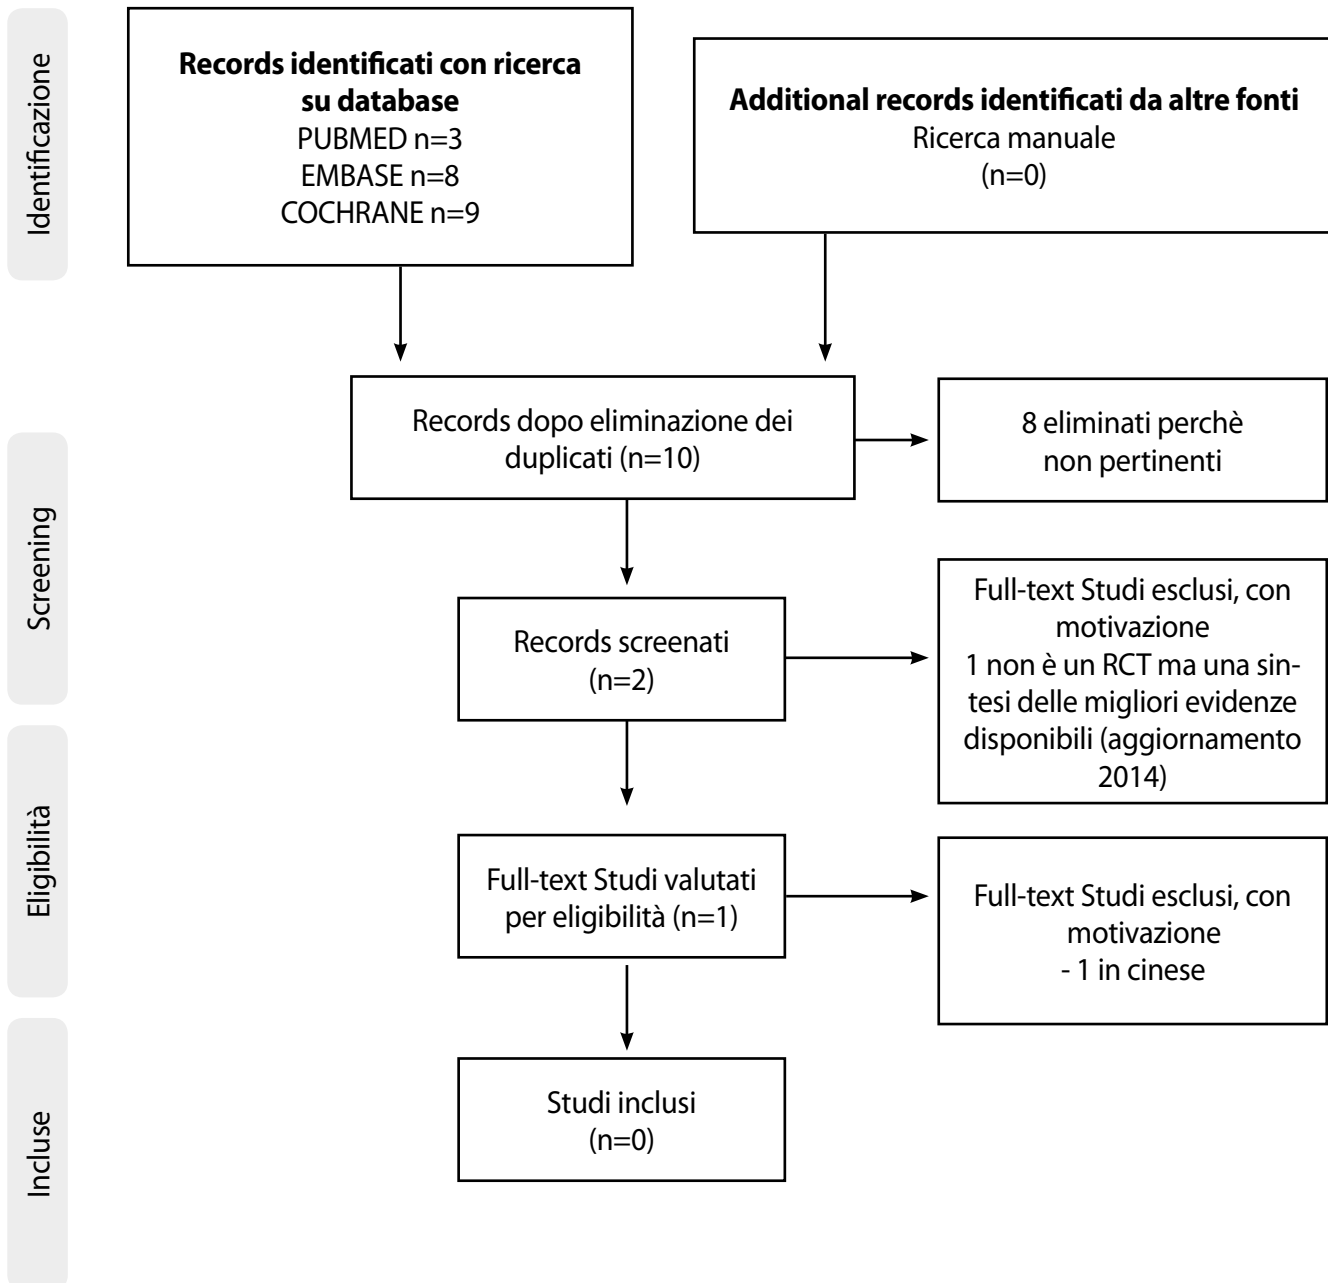 Identificazione
Records identificati con ricerca
su database
PUBMED n=3
EMBASE n=8
COCHRANE n=9
Additional records identificati da altre fonti
Ricerca manuale
(n=0)
Records dopo eliminazione dei
duplicati (n=10)
8 eliminati perchè
non pertinenti
Screening
Records screenati
(n=2)
Full-text Studi esclusi, con
motivazione
1 non è un RCT ma una sin-
tesi delle migliori evidenze
disponibili (aggiornamento
2014)
Eligibilità
Full-text Studi valutati
per eligibilità (n=1)
Full-text Studi esclusi, con
motivazione
- 1 in cinese
Incluse
Studi inclusi
(n=0)